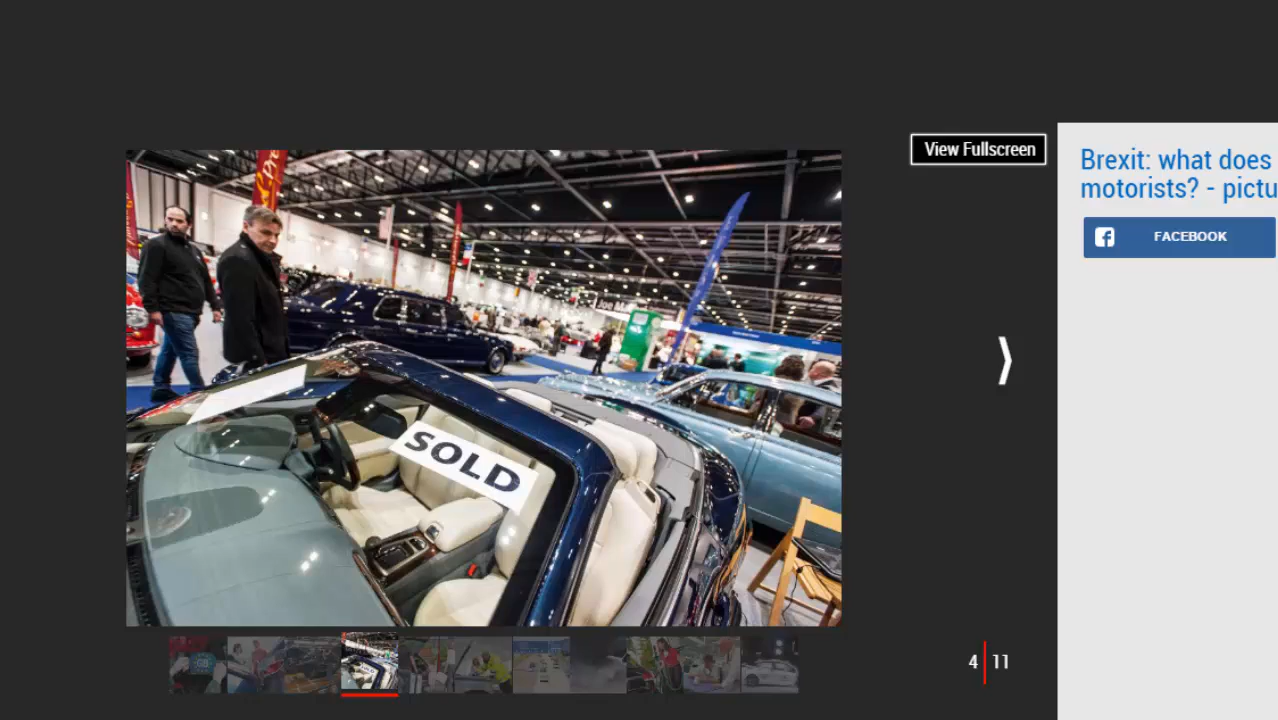 View Fullscreen
Brexit: what does
motorists? - pictu
FACEBOOK
SOLD
4 11